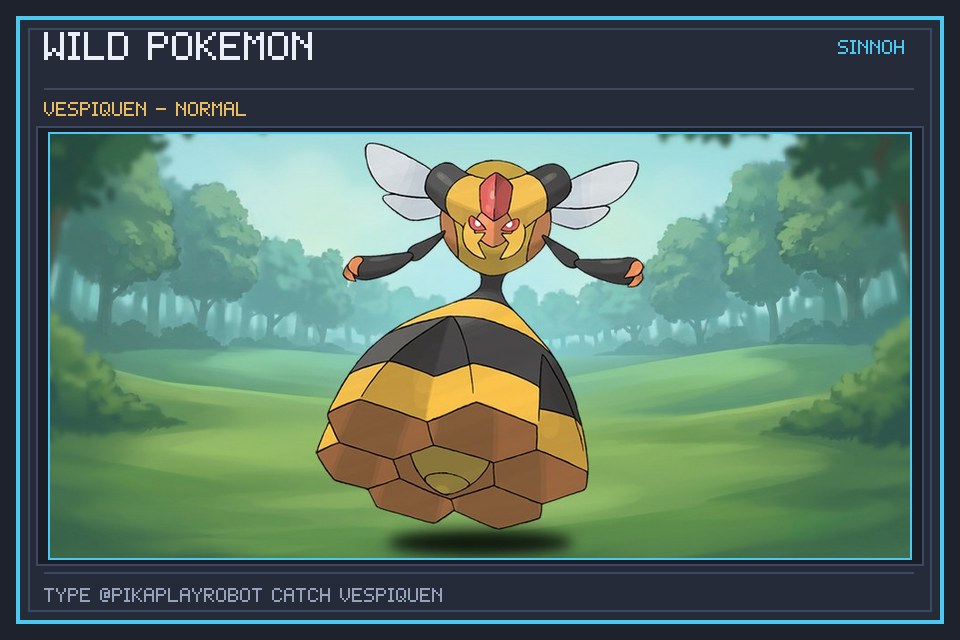 WILD POKEMON
SINNOH
VESPIQUEN - NORMAL
TYPE @PIKAPLAYROBOT CATCH VESPIQUEN